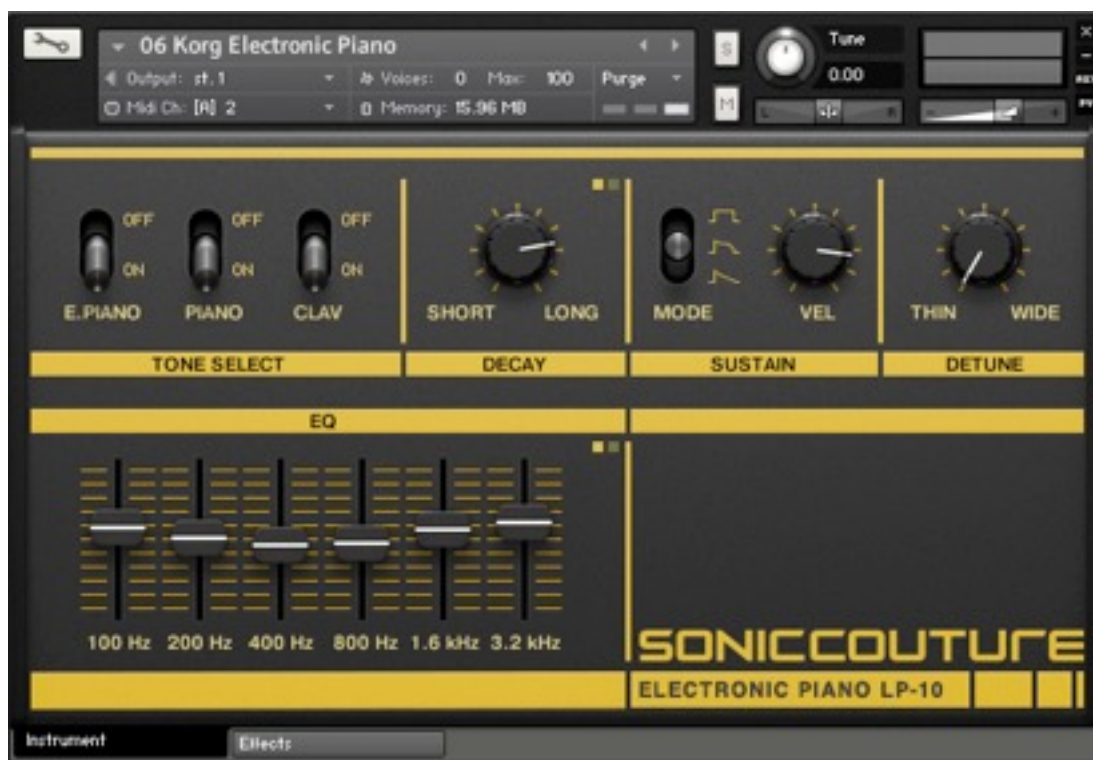 06 Korg Electronic Piano
S
Tune
Output: st.1
Voices: 0 Max: 100
Purge
0.00
Midi Ch: [A] 2
Memory: 15.96 MB
M
L
R
OFF
OFF
OFF
ON
ON
ON
E.PIANO
PIANO
CLAV
SHORT
LONG
MODE
VEL
THIN
WIDE
TONE SELECT
DECAY
SUSTAIN
DETUNE
EQ
100 Hz
200 Hz
400 Hz
800 Hz
1.6 kHz
3.2 kHz
SONICCOUTURE
ELECTRONIC PIANO LP-10
Instrument
Effects